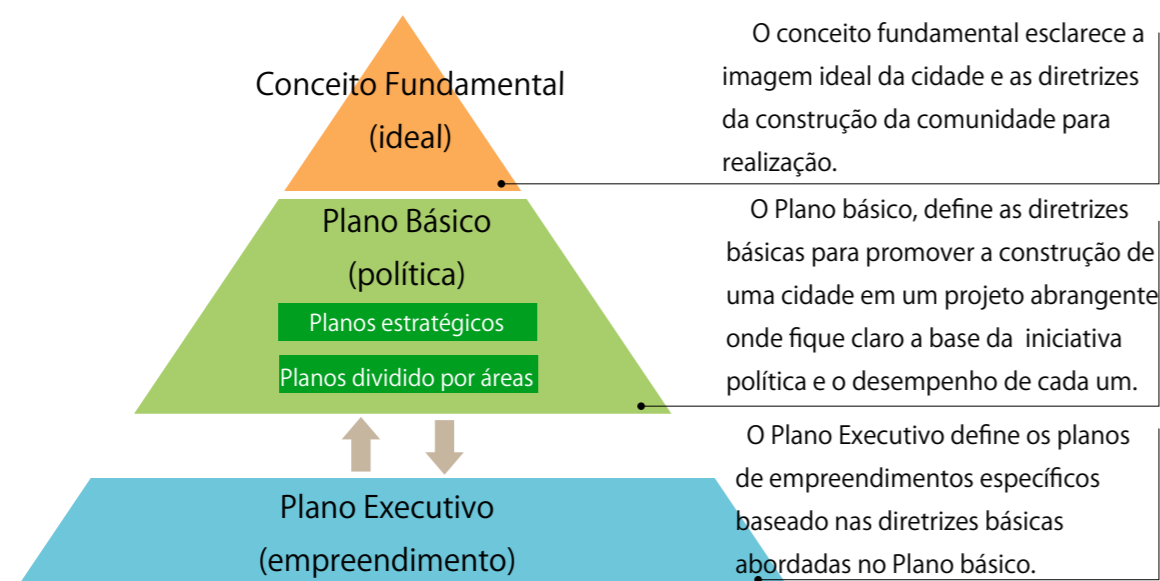 Conceito Fundamental
(ideal)
O conceito fundamental esclarece a
imagem ideal da cidade e as diretrizes
da construção da comunidade para
realização.
Plano Básico
(política)
Planos estratégicos
Planos dividido por áreas
O Plano básico, define as diretrizes
básicas para promover a construção de
uma cidade em um projeto abrangente
onde fique claro a base da iniciativa
política e o desempenho de cada um.
Plano Executivo
(empreendimento)
O Plano Executivo define os planos
de empreendimentos específicos
baseado nas diretrizes básicas
abordadas no Plano básico.